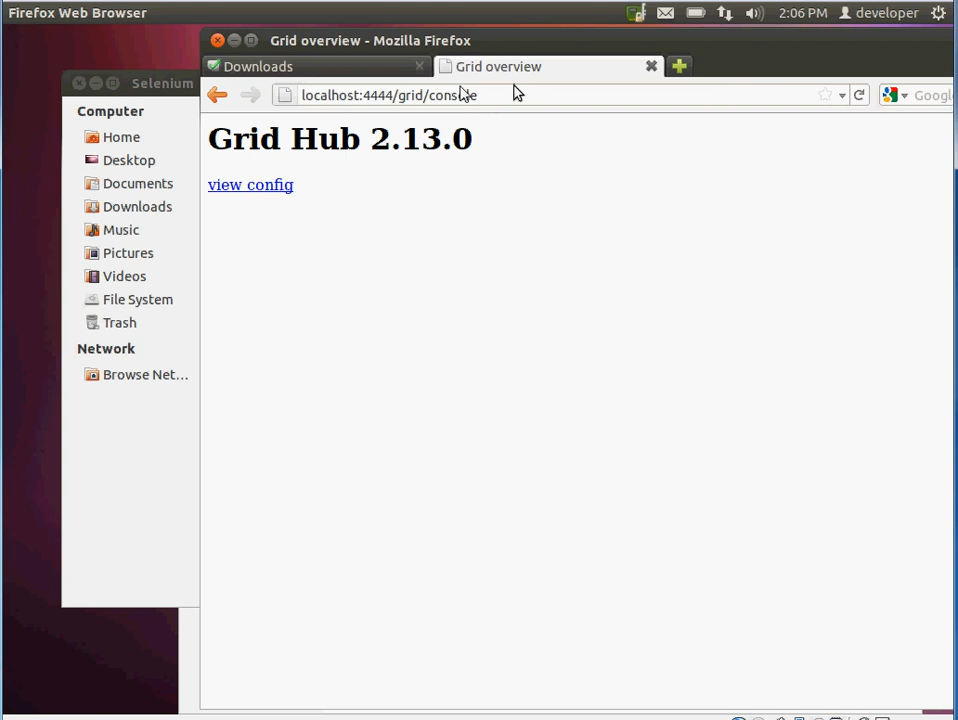 Firefox Web Browser
2:06 PM developer
Grid overview - Mozilla Firefox
Downloads
Grid overview
localhost:4444/grid/console
Googl
Grid Hub 2.13.0
view config
Selenium
Computer
Home
Desktop
Documents
Downloads
Music
Pictures
Videos
File System
Trash
Network
Browse Net...